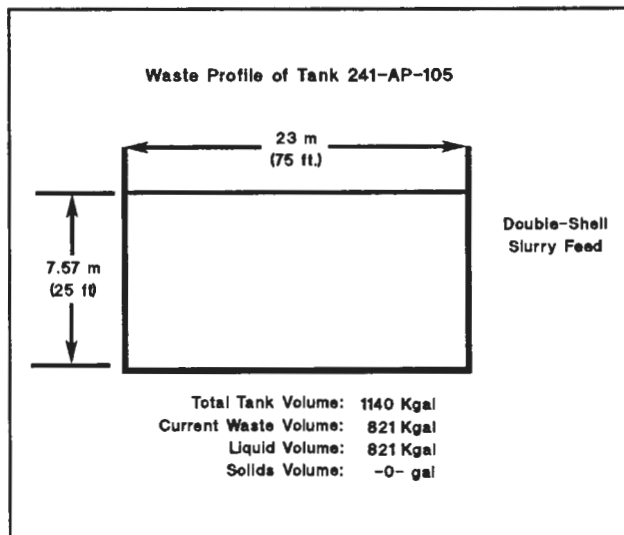 Waste Profile of Tank 241-AP-105
23 m
(75 ft.)
7.57 m
(25 ft)
Double-Shell
Slurry Feed
Total Tank Volume: 1140 Kgal
Current Waste Volume: 821 Kgal
Liquid Volume: 821 Kgal
Solids Volume: -0- gal